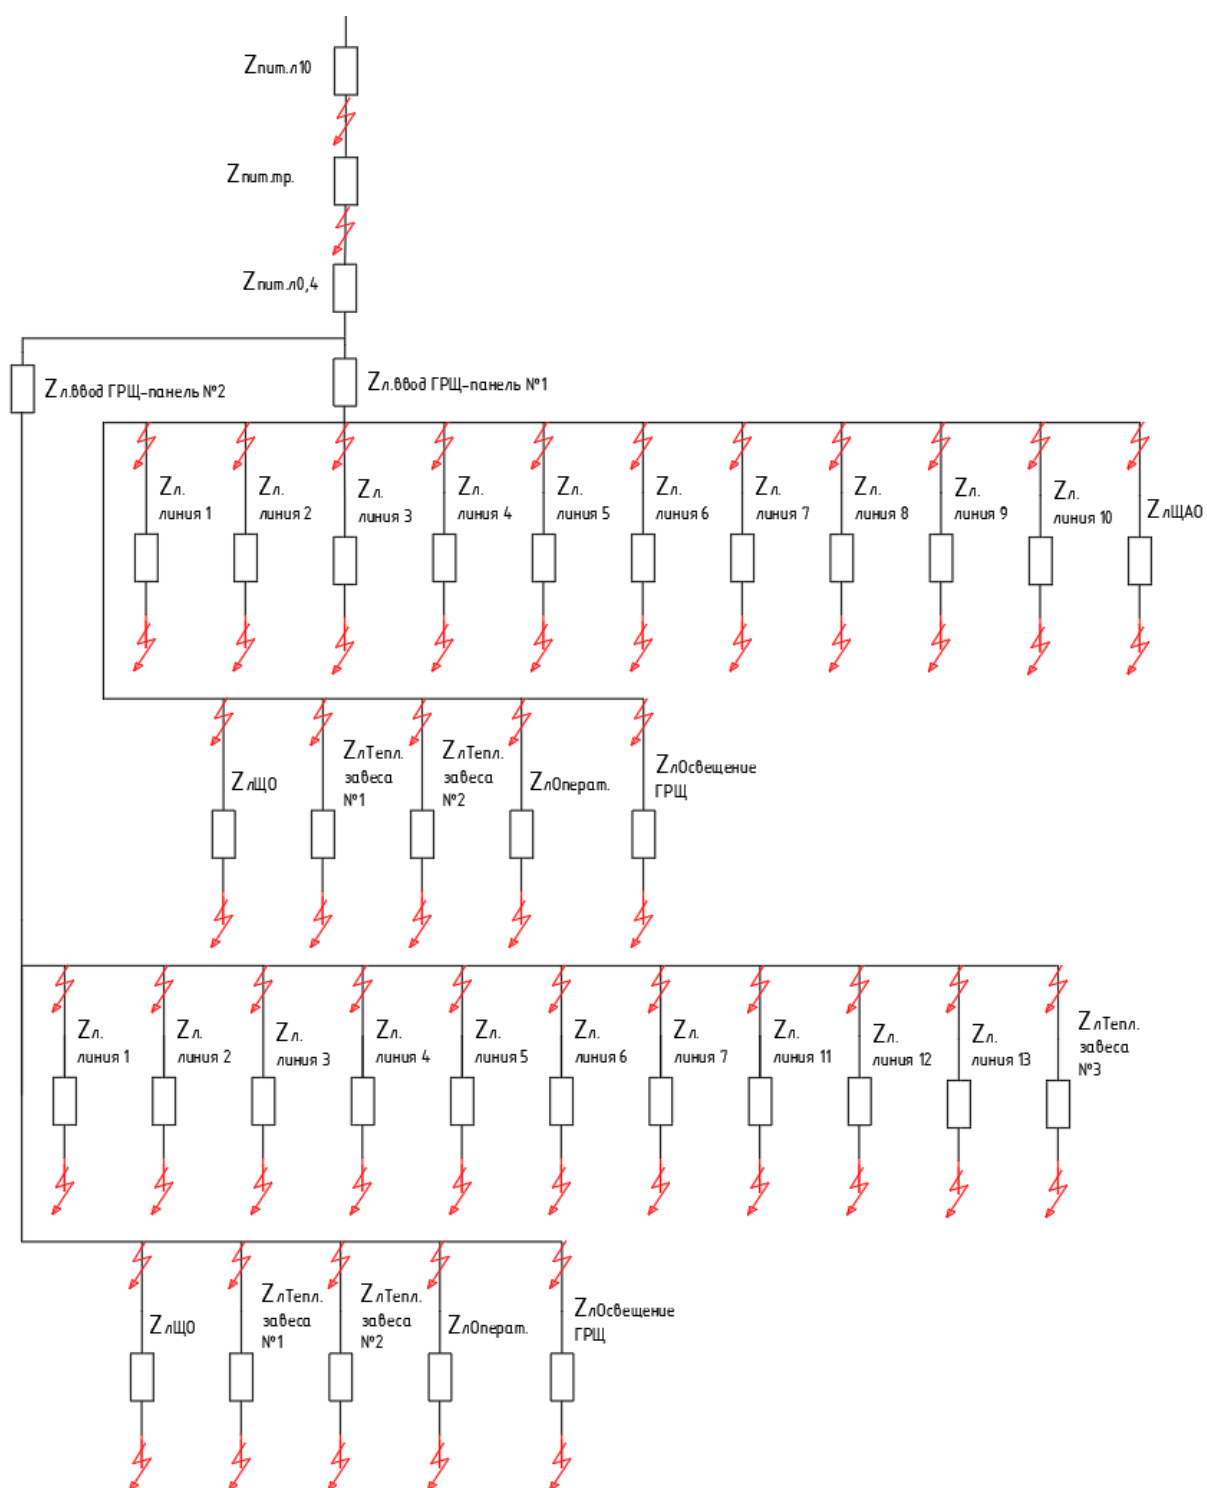 Zпит.л10
Zпит.тр.
Zпит.л0,4
Zл.ввод ГРЩ-панель №2
Zл.ввод ГРЩ-панель №1
Zл.
линия 1
Zл.
линия 2
Zл.
линия 3
Zл.
линия 4
Zл.
линия 5
Zл.
линия 6
Zл.
линия 7
Zл.
линия 8
Zл.
линия 9
Zл.
линия 10
ZлЩАО
ZлЩО
ZлТепл.
завеса
№1
ZлТепл.
завеса
№2
ZлОперат.
ZлОсвещение
ГРЩ
Zл.
линия 1
Zл.
линия 2
Zл.
линия 3
Zл.
линия 4
Zл.
линия 5
Zл.
линия 6
Zл.
линия 7
Zл.
линия 11
Zл.
линия 12
Zл.
линия 13
ZлТепл.
завеса
№3
ZлЩО
ZлТепл.
завеса
№1
ZлТепл.
завеса
№2
ZлОперат.
ZлОсвещение
ГРЩ